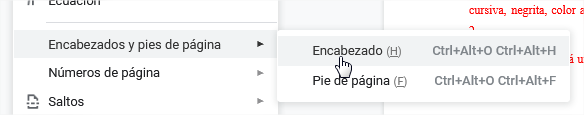 Ecuación
cursiva, negrita, color a
2
Encabezados y pies de página ►
Encabezado (H) Ctrl+Alt+O Ctrl+Alt+H
Números de página ►
Pie de página (F) Ctrl+Alt+O Ctrl+Alt+F
Saltos ►